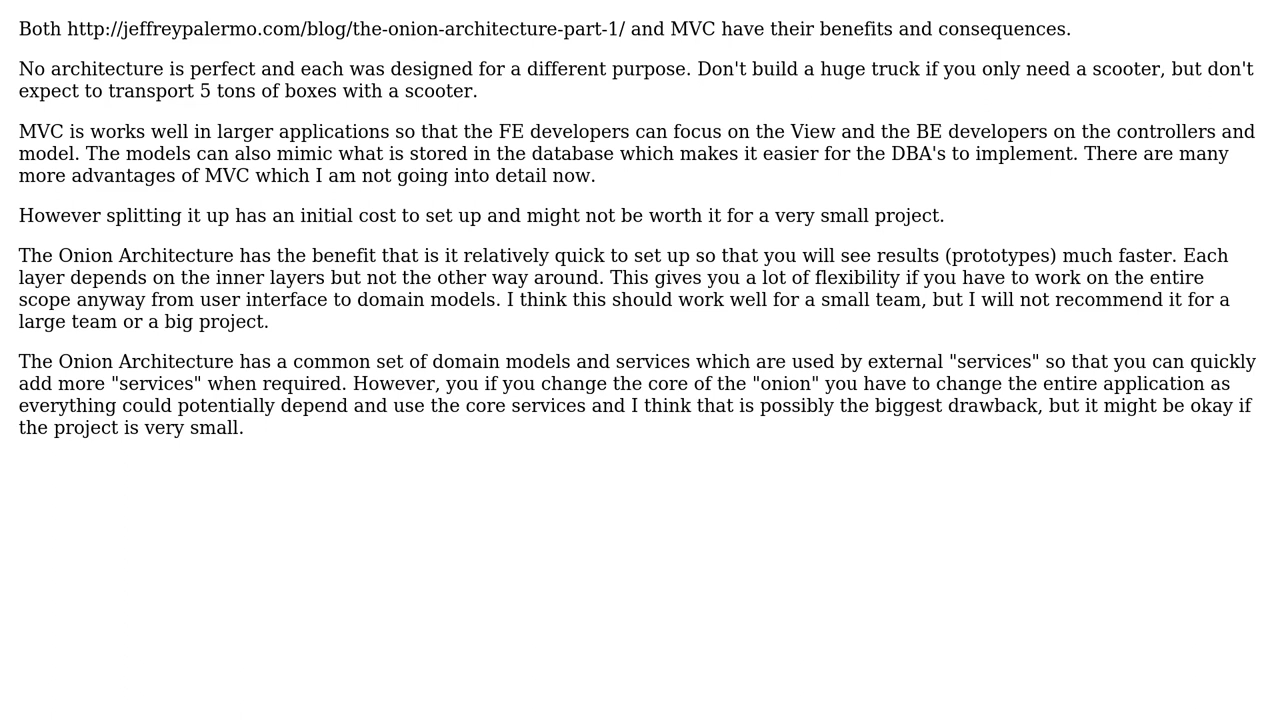 Both http://jeffreypalermo.com/blog/the-onion-architecture-part-1/ and MVC have their benefits and consequences.
No architecture is perfect and each was designed for a different purpose. Don't build a huge truck if you only need a scooter, but don't
expect to transport 5 tons of boxes with a scooter.
MVC is works well in larger applications so that the FE developers can focus on the View and the BE developers on the controllers and
model. The models can also mimic what is stored in the database which makes it easier for the DBA's to implement. There are many
more advantages of MVC which I am not going into detail now.
However splitting it up has an initial cost to set up and might not be worth it for a very small project.
The Onion Architecture has the benefit that is it relatively quick to set up so that you will see results (prototypes) much faster. Each
layer depends on the inner layers but not the other way around. This gives you a lot of flexibility if you have to work on the entire
scope anyway from user interface to domain models. I think this should work well for a small team, but I will not recommend it for a
large team or a big project.
The Onion Architecture has a common set of domain models and services which are used by external "services" so that you can quickly
add more "services" when required. However, you if you change the core of the "onion" you have to change the entire application as
everything could potentially depend and use the core services and I think that is possibly the biggest drawback, but it might be okay if
the project is very small.